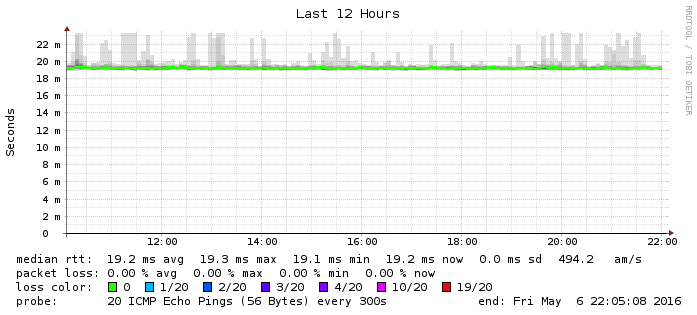 Last 12 Hours
RRDTOOL / TOBI OETIKER
Seconds
22 m
20 m
18 m
16 m
14 m
12 m
10 m
8 m
6 m
4 m
2 m
0
12:00 14:00 16:00 18:00 20:00 22:00
median rtt: 19.2 ms avg 19.3 ms max 19.1 ms min 19.2 ms now 0.0 ms sd 494.2 am/s
packet loss: 0.00 % avg 0.00 % max 0.00 % min 0.00 % now
loss color: 0 1/20 2/20 3/20 4/20 10/20 19/20
probe: 20 ICMP Echo Pings (56 Bytes) every 300s end: Fri May 6 22:05:08 2016